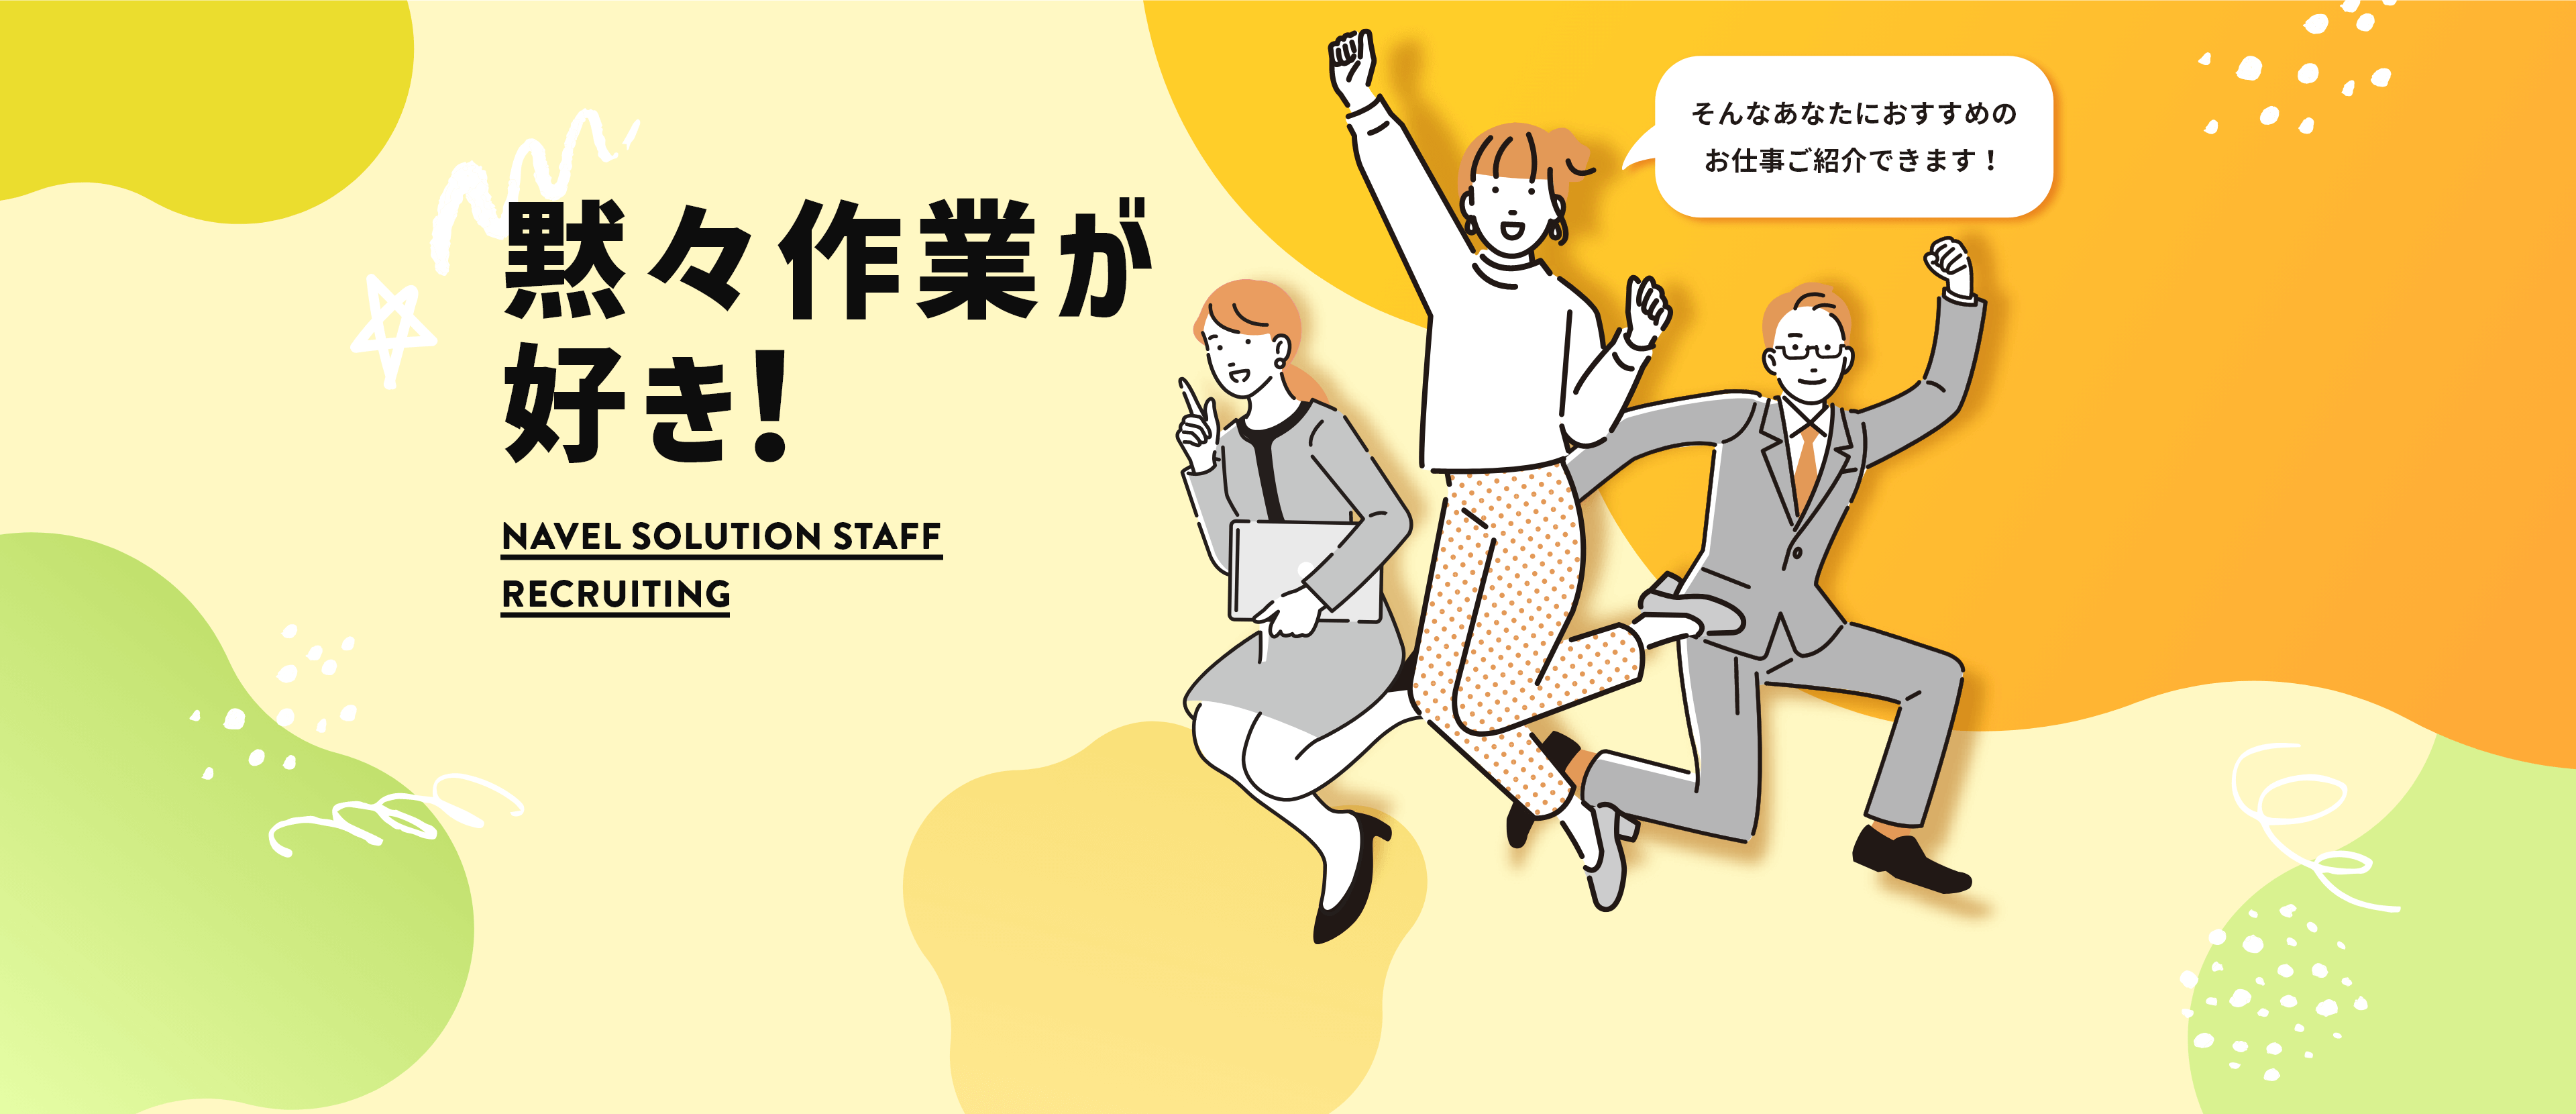 黙々作業が
好き!
NAVEL SOLUTION STAFF
RECRUITING
そんなあなたにおすすめの
お仕事ご紹介できます！